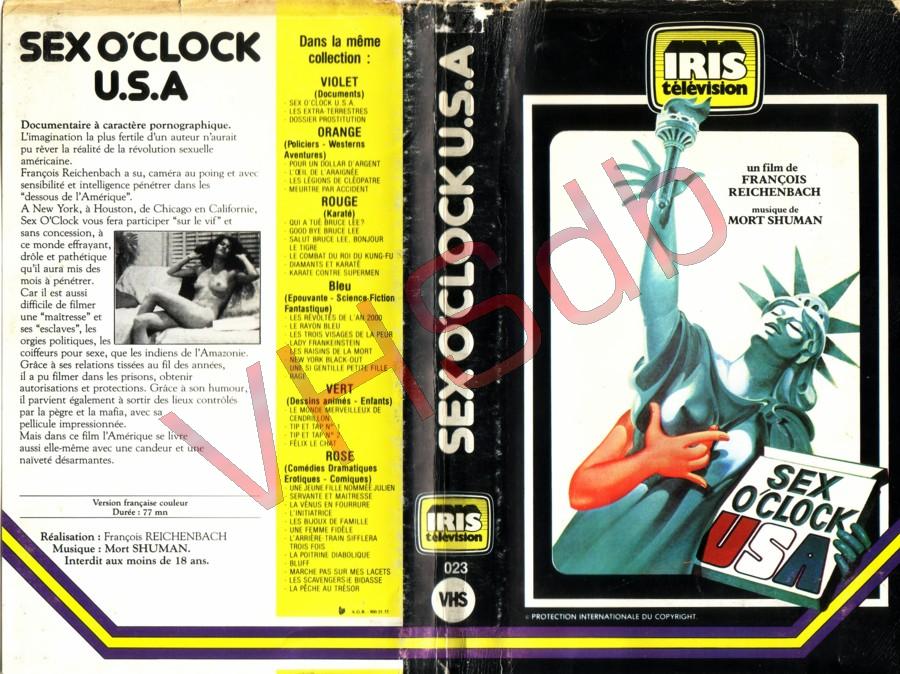 SEX O'CLOCK
U.S.A
Documentaire à caractère pornographique.
L'imagination la plus fertile d'un auteur n'aurait
pu rêver la réalité de la révolution sexuelle
américaine.
François Reichenbach a su, caméra au poing et avec
sensibilité et intelligence pénétrer dans les
"dessous de l'Amérique".
A New York, à Houston, de Chicago en Californie,
Sex O'Clock vous fera participer "sur le vif" et
sans concession, à
ce monde effrayant,
drôle et pathétique
qu'il aura mis des
mois à pénétrer.
Car il est aussi
difficile de filmer
une "maîtresse" et
ses "esclaves", les
orgies politiques, les
coiffeurs pour sexe, que les indiens de l'Amazonie.
Grâce à ses relations tissées au fil des années,
il a pu filmer dans les prisons, obtenir
autorisations et protections. Grâce à son humour,
il parvient également à sortir des lieux contrôlés
par la pègre et la mafia, avec sa
pellicule impressionnée.
Mais dans ce film l'Amérique se livre
aussi elle-même avec une candeur et une
naïveté désarmantes.
Version française couleur
Durée : 77 mn
Réalisation : François REICHENBACH
Musique : Mort SHUMAN.
Interdit aux moins de 18 ans.
Dans la même
collection :
VIOLET
(Documents)
- SEX O'CLOCK U.S.A.
- LES EXTRA-TERRESTRES
- DOSSIER PROSTITUTION
ORANGE
(Policiers - Westerns
Aventures)
- POUR UN DOLLAR D'ARGENT
- L'ŒIL DE L'ARAIGNÉE
- LES LÉGIONS DE CLÉOPATRE
- MEURTRE PAR ACCIDENT
ROUGE
(Karaté)
- QUI A TUÉ BRUCE LEE ?
- GOOD BYE BRUCE LEE
- SALUT BRUCE LEE, BONJOUR
LE TIGRE
- LE COMBAT DU ROI DU KUNG-FU
- DIAMANTS ET KARATÉ
- KARATE CONTRE SUPERMEN
Bleu
(Epouvante - Science-Fiction
Fantastique)
- LES RÉVOLTÉS DE L'AN 2000
- LE RAYON BLEU
- LES TROIS VISAGES DE LA PEUR
- LADY FRANKEINSTEIN
- LES RAISINS DE LA MORT
- NEW YORK BLACK-OUT
- UNE SI GENTILLE PETITE FILLE
- RAGE
VERT
(Dessins animés - Enfants)
- LE MONDE MERVEILLEUX DE
CENDRILLON
- TIP ET TAP N° 1
- TIP ET TAP N° 2
- FÉLIX LE CHAT
ROSE
(Comédies Dramatiques
Erotiques - Comiques)
- UNE JEUNE FILLE NOMMÉE JULIEN
- SERVANTE ET MAITRESSE
- LA VÉNUS EN FOURRURE
- L'INITIATRICE
- LES BIJOUX DE FAMILLE
- UNE FEMME FIDÈLE
- L'ARRIÈRE-TRAIN SIFFLERA
TROIS FOIS
- LA POITRINE DIABOLIQUE
- BLUFF
- MARCHE PAS SUR MES LACETS
- LES SCAVENGERS
- LA PÊCHE AU TRÉSOR
SEX O'CLOCK U.S.A
IRIS
télévision
023
VHS
IRIS
télévision
un film de
FRANÇOIS
REICHENBACH
musique de
MORT SHUMAN
SEX
O'CLOCK
USA
© PROTECTION INTERNATIONALE DU COPYRIGHT.
VHSdb